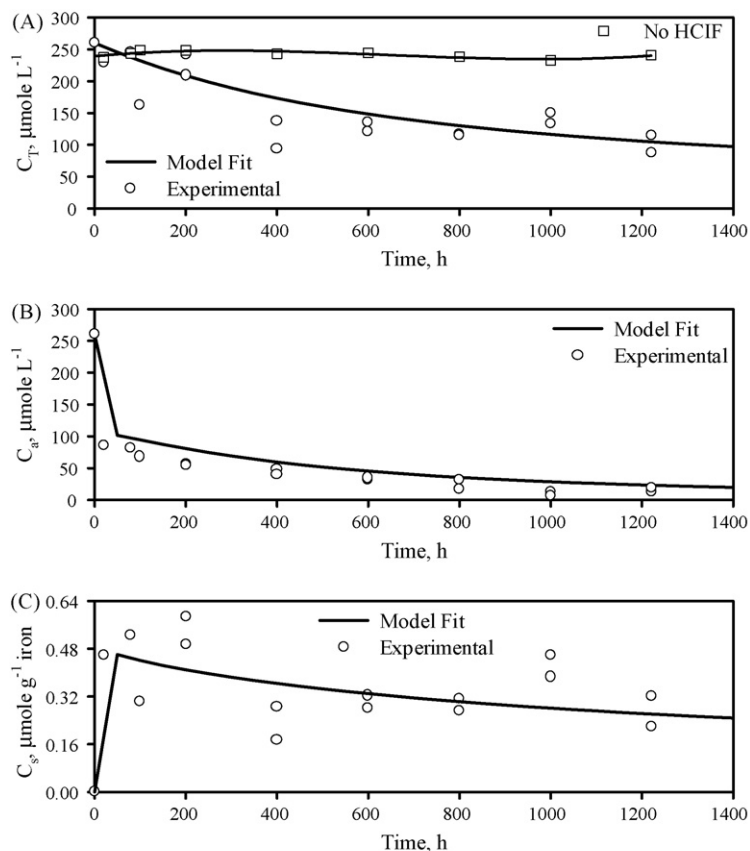 (A)
300
250
200
150
100
50
0
C_T, µmole L⁻¹
No HCIF
Model Fit
Experimental
0 200 400 600 800 1000 1200 1400
Time, h
(B)
300
250
200
150
100
50
0
C_a, µmole L⁻¹
Model Fit
Experimental
0 200 400 600 800 1000 1200 1400
Time, h
(C)
0.64
0.48
0.32
0.16
0.00
C_s, µmole g⁻¹ iron
Model Fit
Experimental
0 200 400 600 800 1000 1200 1400
Time, h